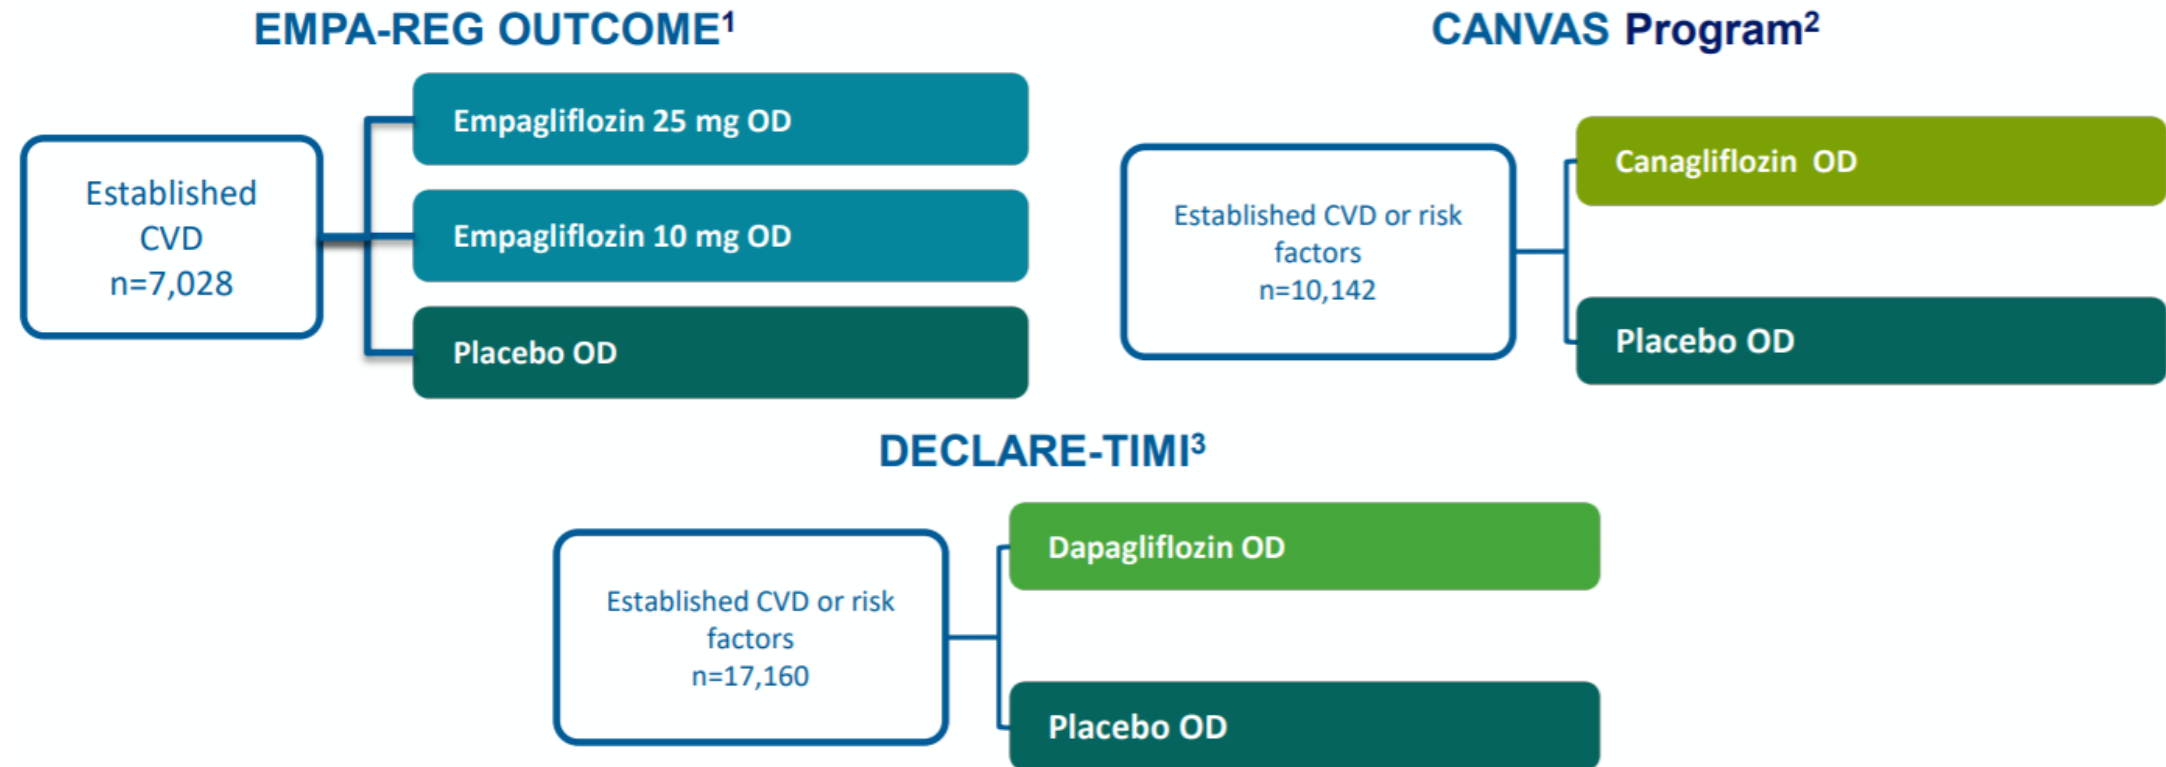 EMPA-REG OUTCOME¹
Established
CVD
n=7,028
Empagliflozin 25 mg OD
Empagliflozin 10 mg OD
Placebo OD
CANVAS Program²
Established CVD or risk
factors
n=10,142
Canagliflozin OD
Placebo OD
DECLARE-TIMI³
Established CVD or risk
factors
n=17,160
Dapagliflozin OD
Placebo OD